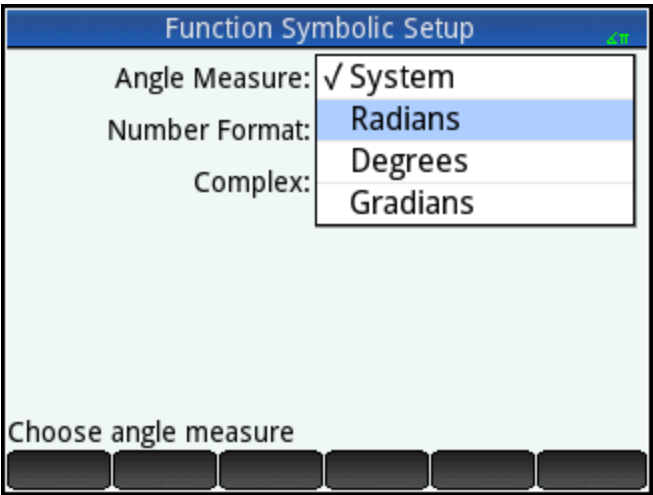 Function Symbolic Setup
∡π
Angle Measure: √ System
Radians
Number Format:
Degrees
Complex:
Gradians
Choose angle measure